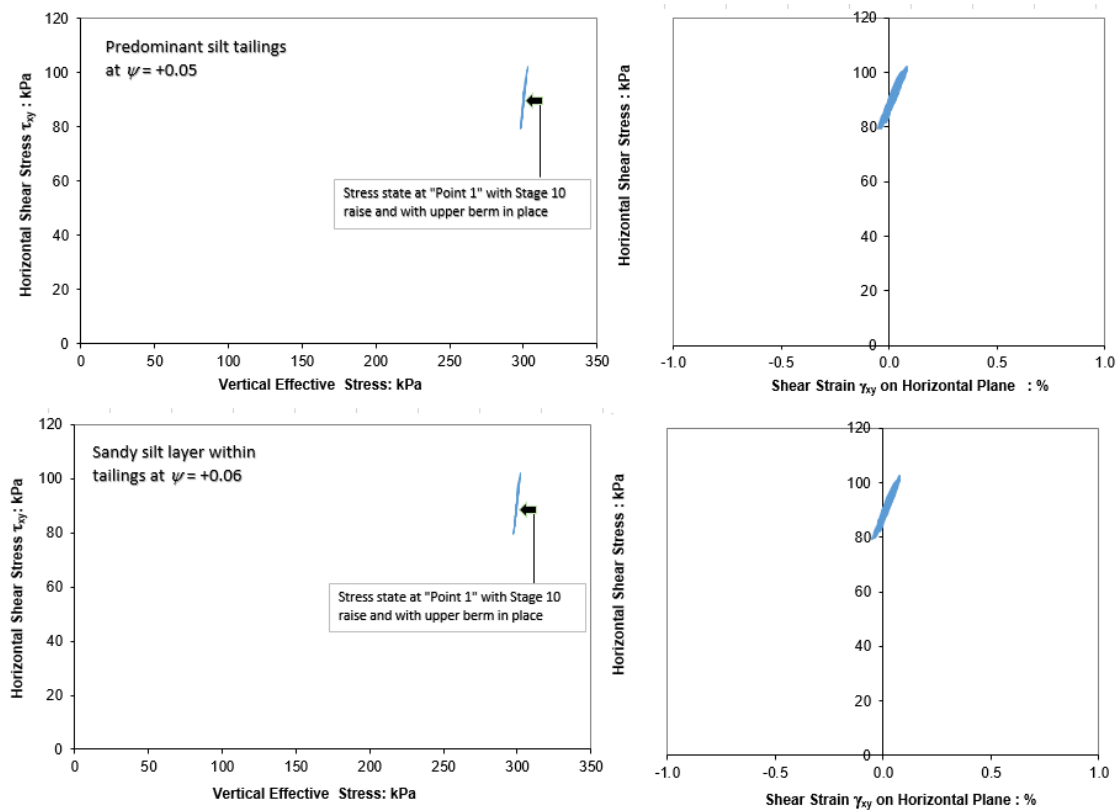 120
100
80
60
40
20
0
Horizontal Shear Stress τxy : kPa
Predominant silt tailings
at ψ = +0.05
Stress state at "Point 1" with Stage 10
raise and with upper berm in place
0 50 100 150 200 250 300 350
Vertical Effective Stress: kPa
120
100
80
60
40
20
0
Horizontal Shear Stress : kPa
-1.0 -0.5 0.0 0.5 1.0
Shear Strain γxy on Horizontal Plane : %
120
100
80
60
40
20
0
Horizontal Shear Stress τxy: kPa
Sandy silt layer within
tailings at ψ = +0.06
Stress state at "Point 1" with Stage 10
raise and with upper berm in place
0 50 100 150 200 250 300 350
Vertical Effective Stress: kPa
120
100
80
60
40
20
0
Horizontal Shear Stress : kPa
-1.0 -0.5 0.0 0.5 1.0
Shear Strain γxy on Horizontal Plane : %